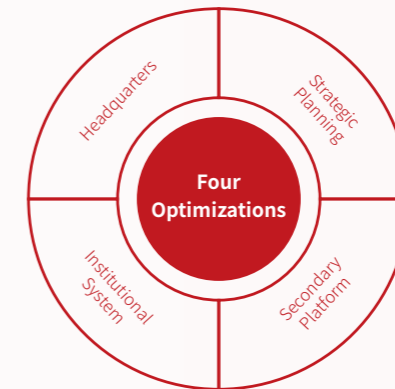 Headquarters
Strategic
Planning
Four
Optimizations
Institutional
System
Secondary
Platform